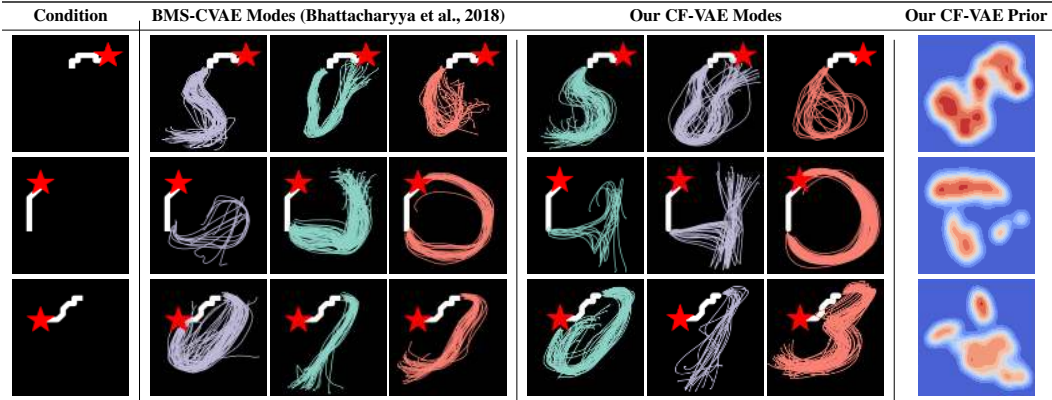 Condition BMS-CVAE Modes (Bhattacharyya et al., 2018) Our CF-VAE Modes Our CF-VAE Prior